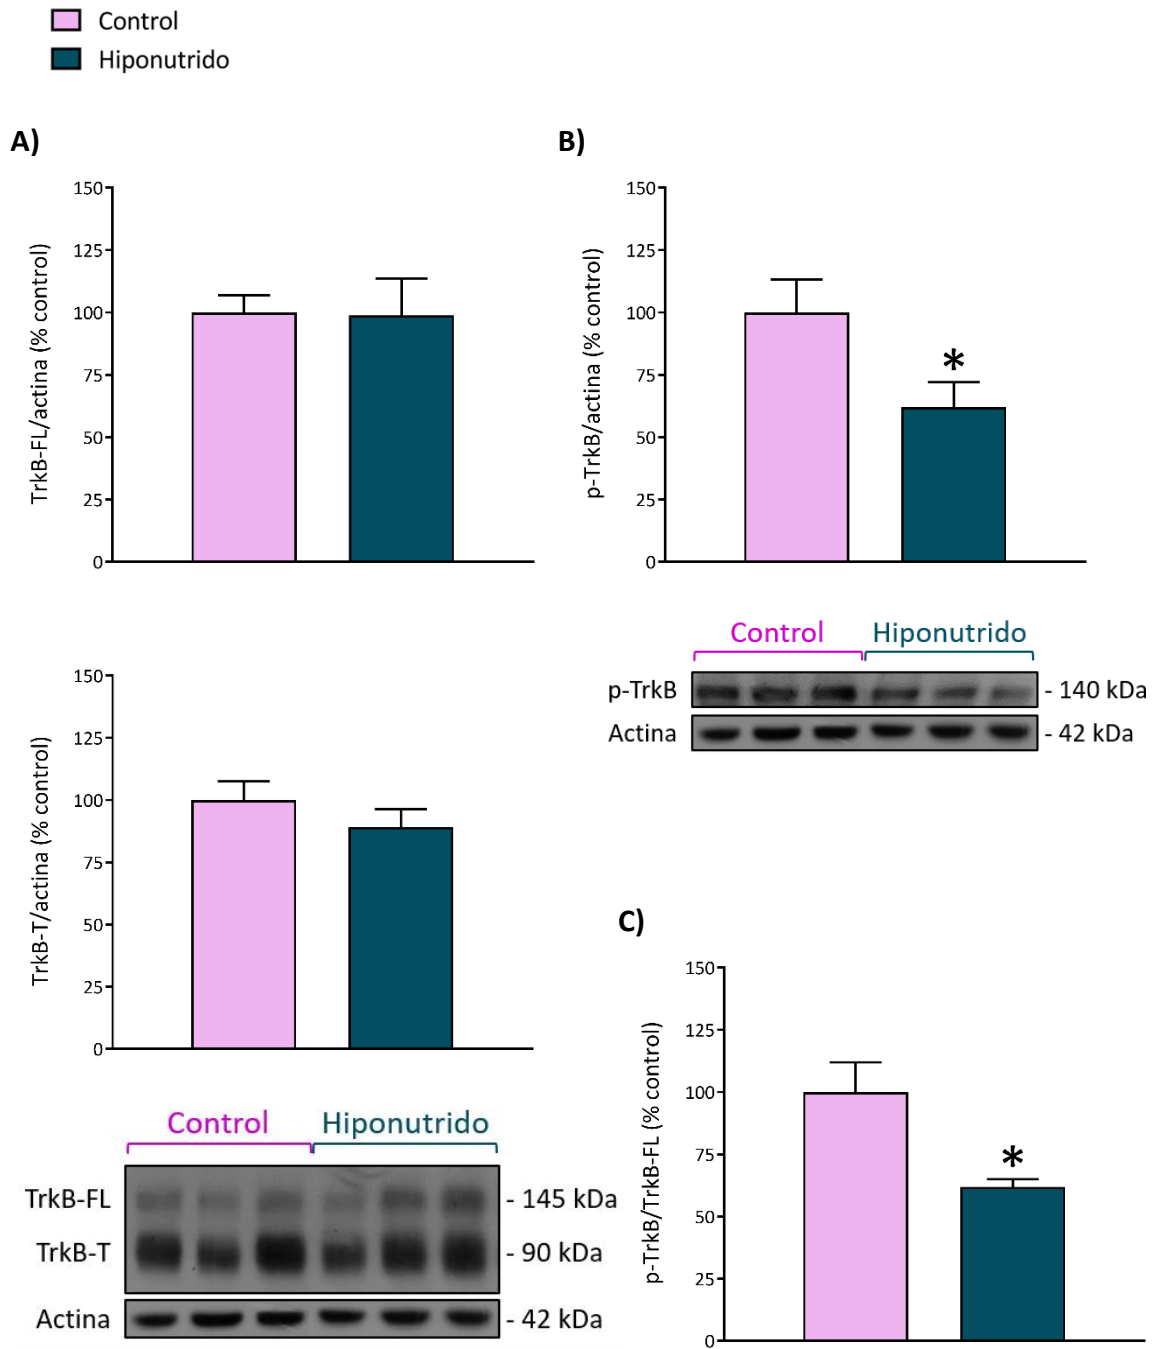 Control
Hiponutrido
A)
150
125
100
75
50
25
0
TrkB-FL/actina (% control)
B)
150
125
100
75
50
25
0
p-TrkB/actina (% control)
*
Control Hiponutrido
p-TrkB - 140 kDa
Actina - 42 kDa
150
125
100
75
50
25
0
TrkB-T/actina (% control)
Control Hiponutrido
TrkB-FL - 145 kDa
TrkB-T - 90 kDa
Actina - 42 kDa
C)
150
125
100
75
50
25
0
p-TrkB/TrkB-FL (% control)
*